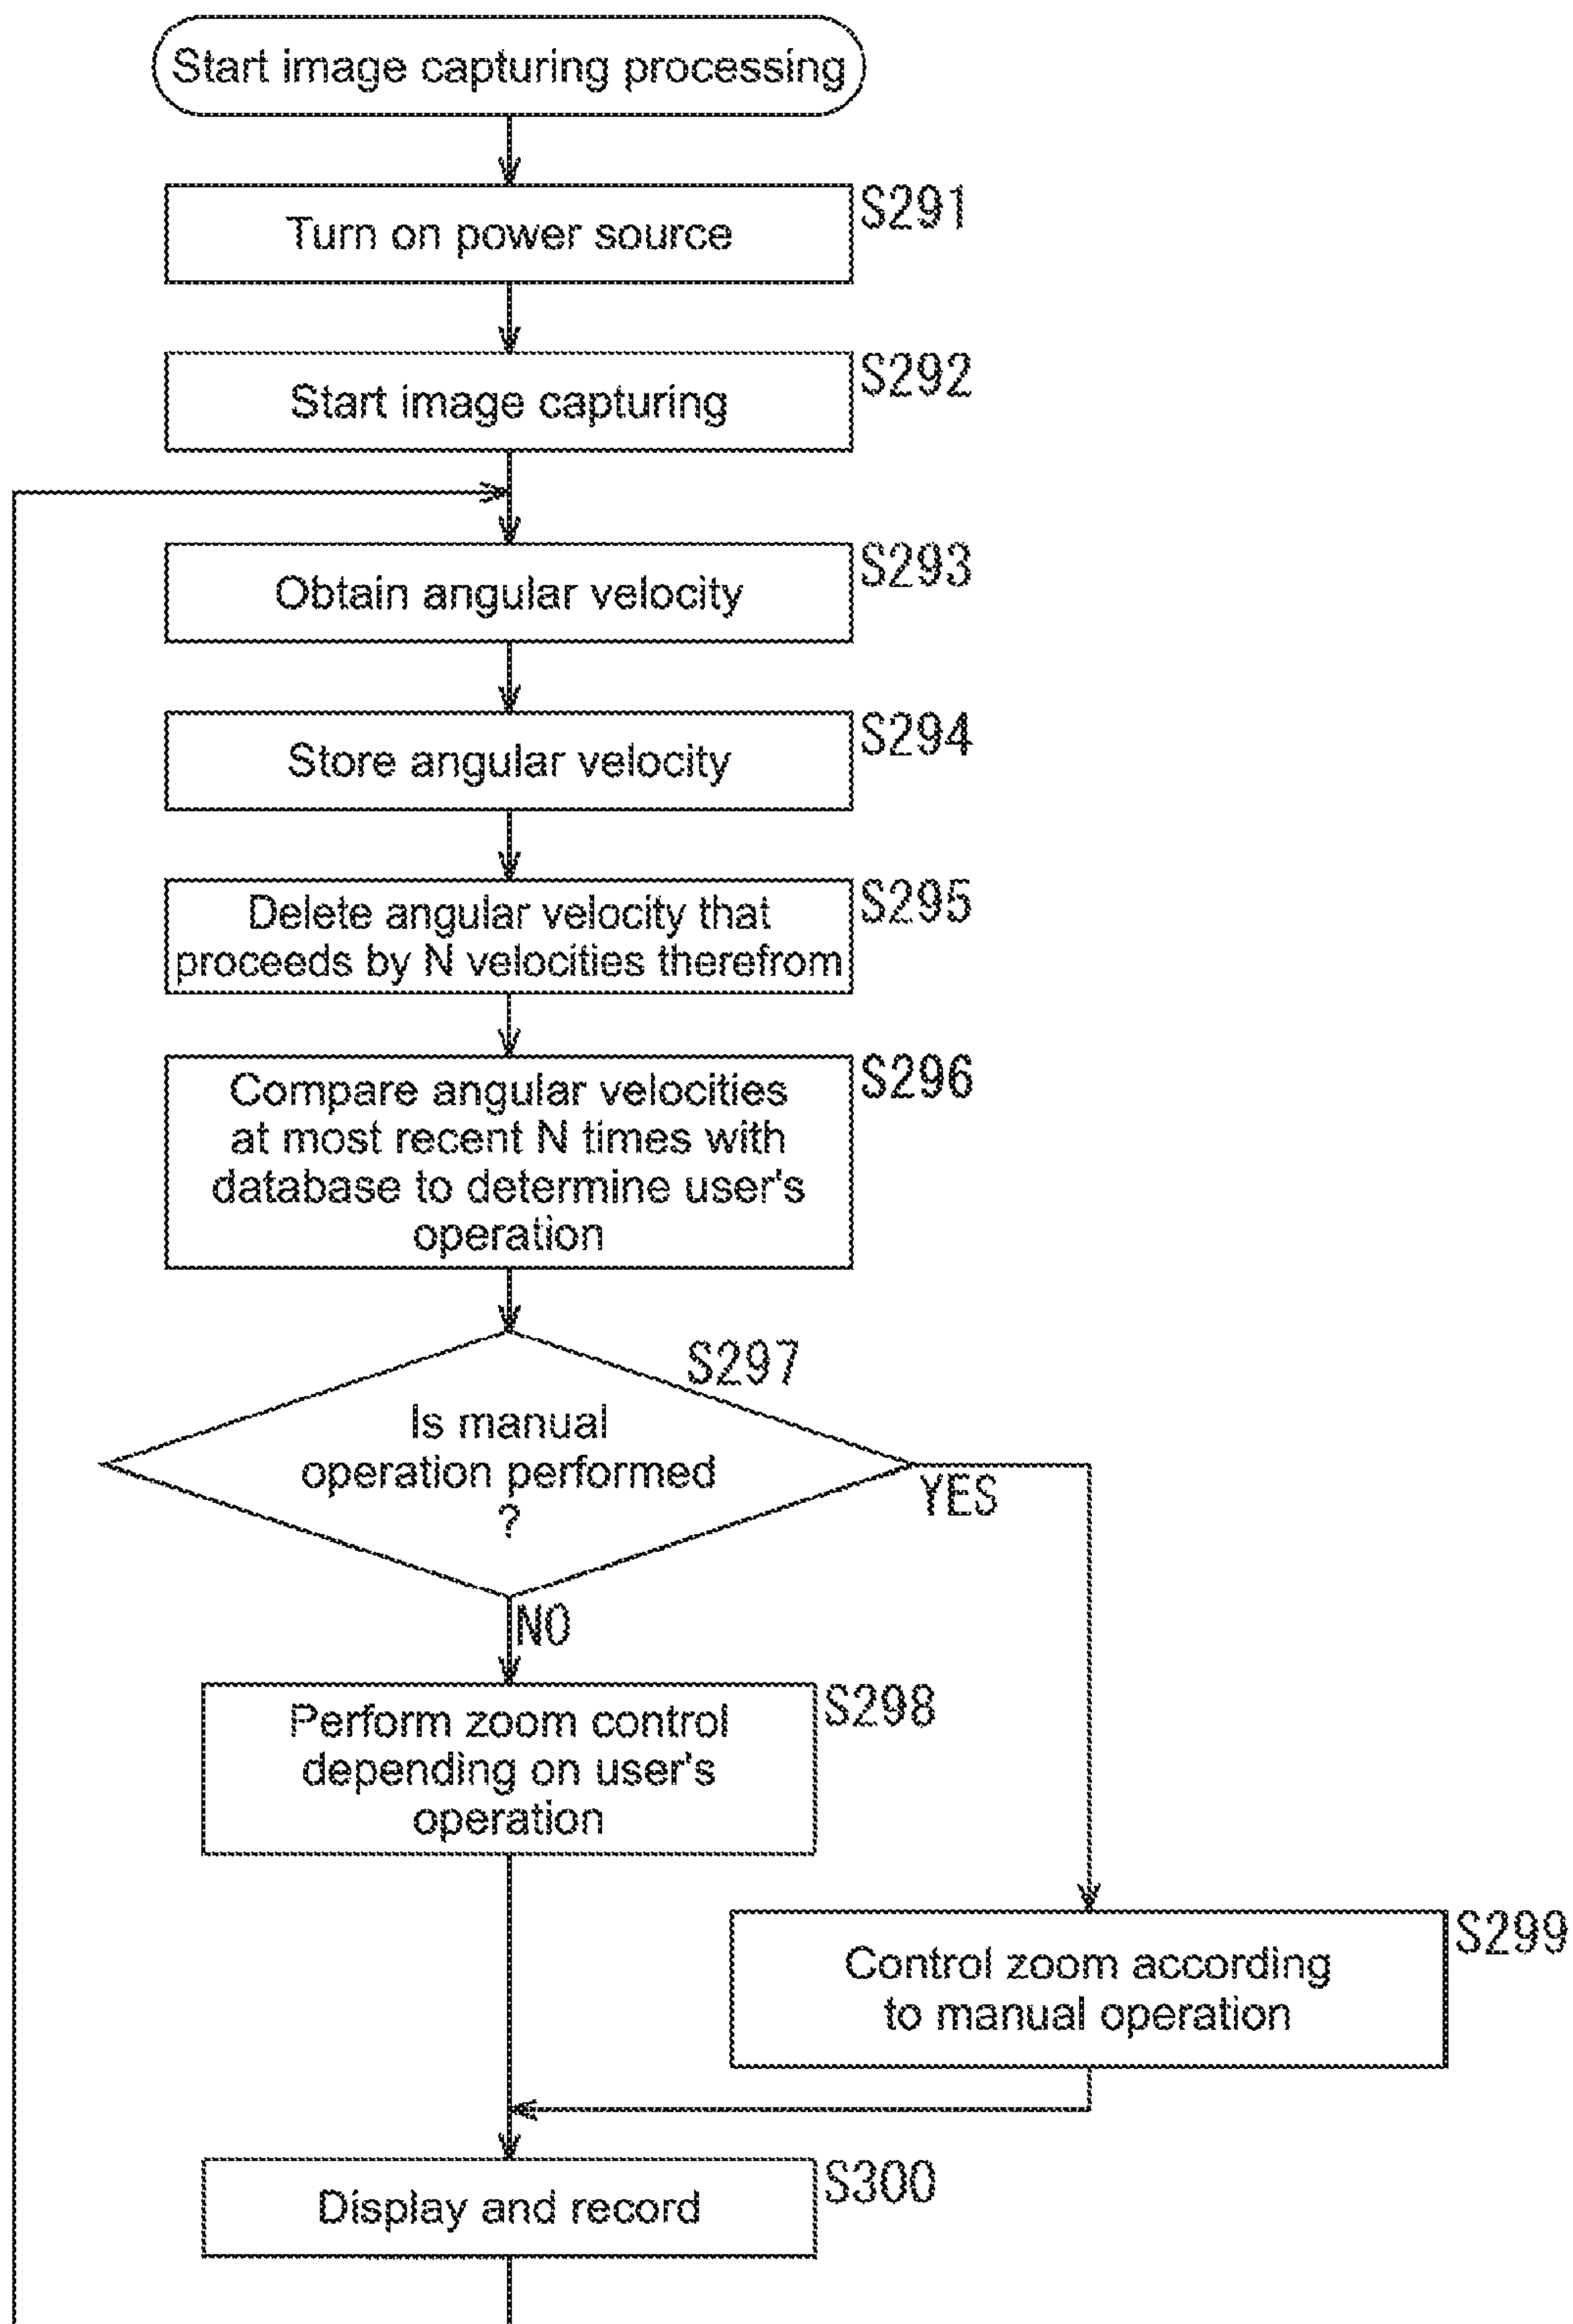 Start image capturing processing
S291
Turn on power source
S292
Start image capturing
S293
Obtain angular velocity
S294
Store angular velocity
S295
Delete angular velocity that
proceeds by N velocities therefrom
S296
Compare angular velocities
at most recent N times with
database to determine user's
operation
S297
Is manual
operation performed
?
YES
NO
S298
Perform zoom control
depending on user's
operation
S299
Control zoom according
to manual operation
S300
Display and record